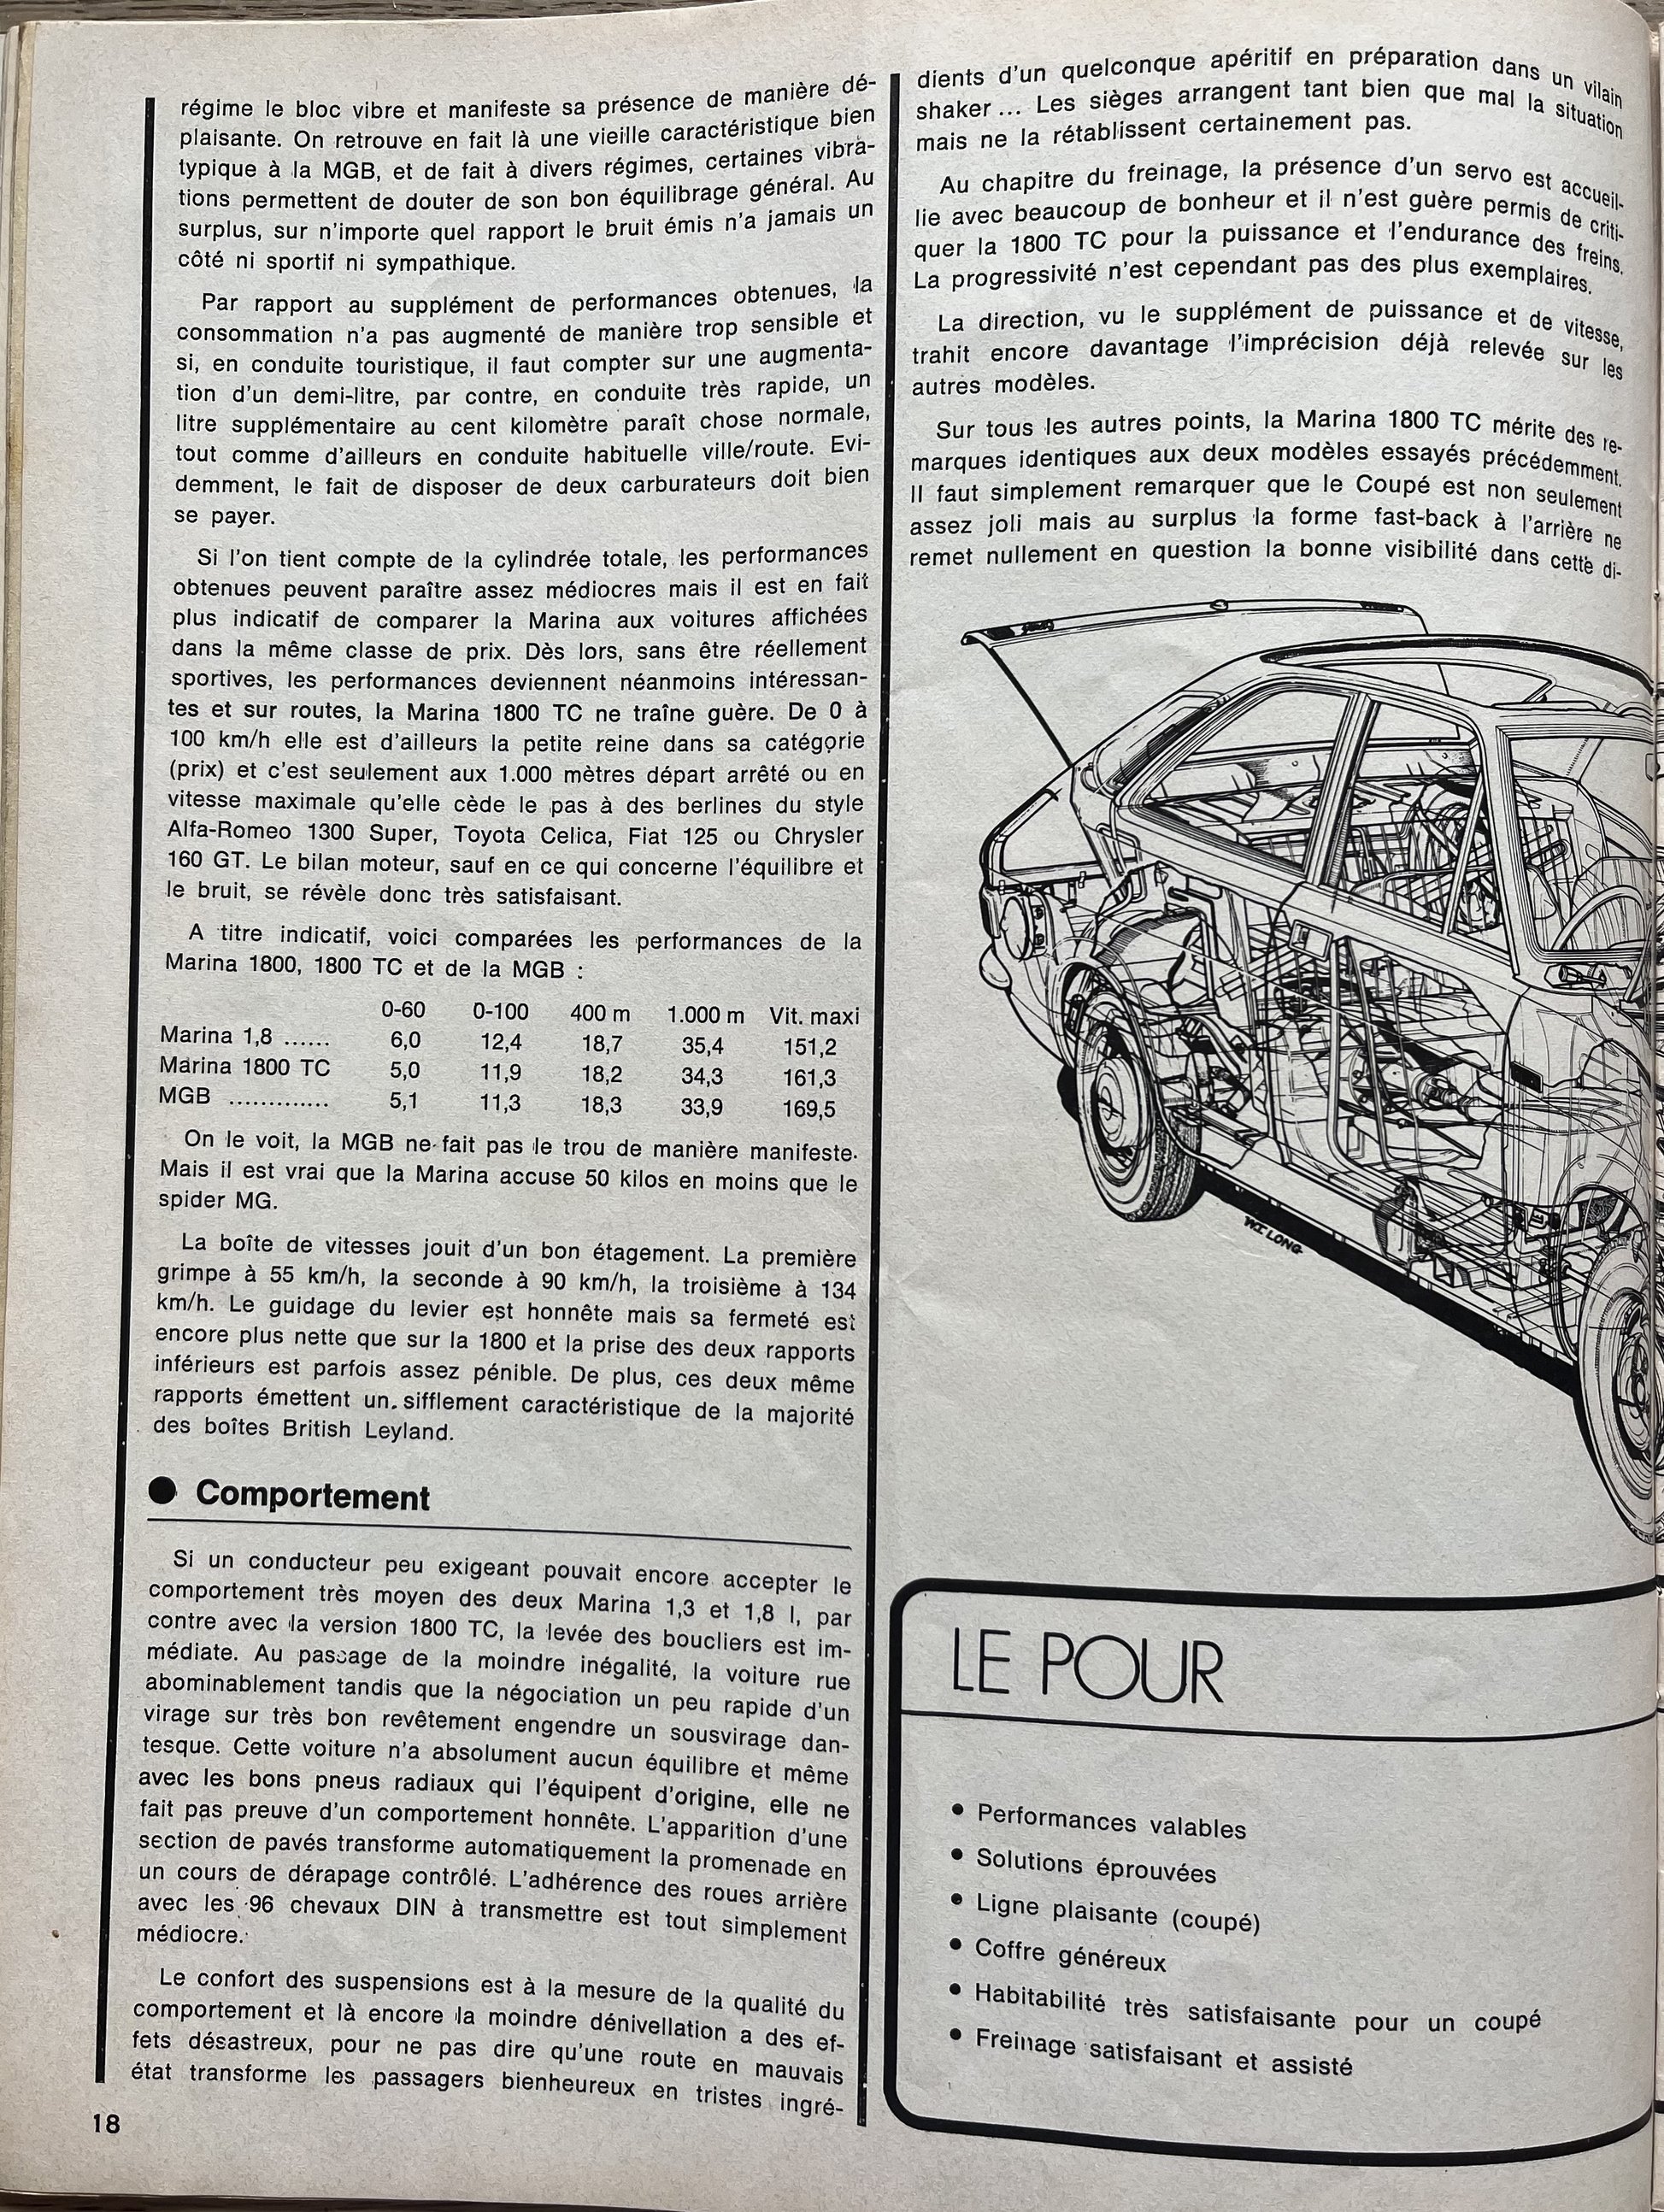 régime le bloc vibre et manifeste sa présence de manière dé-
plaisante. On retrouve en fait là une vieille caractéristique bien
typique à la MGB, et de fait à divers régimes, certaines vibra-
tions permettent de douter de son bon équilibrage général. Au
surplus, sur n'importe quel rapport le bruit émis n'a jamais un
côté ni sportif ni sympathique.
Par rapport au supplément de performances obtenues, la
consommation n'a pas augmenté de manière trop sensible et
si, en conduite touristique, il faut compter sur une augmenta-
tion d'un demi-litre, par contre, en conduite très rapide, un
litre supplémentaire au cent kilomètre paraît chose normale,
tout comme d'ailleurs en conduite habituelle ville/route. Evi-
demment, le fait de disposer de deux carburateurs doit bien
se payer.
Si l'on tient compte de la cylindrée totale, les performances
obtenues peuvent paraître assez médiocres mais il est en fait
plus indicatif de comparer la Marina aux voitures affichées
dans la même classe de prix. Dès lors, sans être réellement
sportives, les performances deviennent néanmoins intéressan-
tes et sur routes, la Marina 1800 TC ne traîne guère. De 0 à
100 km/h elle est d'ailleurs la petite reine dans sa catégorie
(prix) et c'est seulement aux 1.000 mètres départ arrêté ou en
vitesse maximale qu'elle cède le pas à des berlines du style
Alfa-Romeo 1300 Super, Toyota Celica, Fiat 125 ou Chrysler
160 GT. Le bilan moteur, sauf en ce qui concerne l'équilibre et
le bruit, se révèle donc très satisfaisant.
A titre indicatif, voici comparées les performances de la
Marina 1800, 1800 TC et de la MGB :
0-60 0-100 400 m 1.000 m Vit. maxi
Marina 1,8 ...... 6,0 12,4 18,7 35,4 151,2
Marina 1800 TC 5,0 11,9 18,2 34,3 161,3
MGB ............. 5,1 11,3 18,3 33,9 169,5
On le voit, la MGB ne fait pas le trou de manière manifeste.
Mais il est vrai que la Marina accuse 50 kilos en moins que le
spider MG.
La boîte de vitesses jouit d'un bon étagement. La première
grimpe à 55 km/h, la seconde à 90 km/h, la troisième à 134
km/h. Le guidage du levier est honnête mais sa fermeté est
encore plus nette que sur la 1800 et la prise des deux rapports
inférieurs est parfois assez pénible. De plus, ces deux même
rapports émettent un sifflement caractéristique de la majorité
des boîtes British Leyland.
● Comportement
Si un conducteur peu exigeant pouvait encore accepter le
comportement très moyen des deux Marina 1,3 et 1,8 l, par
contre avec la version 1800 TC, la levée des boucliers est im-
médiate. Au passage de la moindre inégalité, la voiture rue
abominablement tandis que la négociation un peu rapide d'un
virage sur très bon revêtement engendre un sousvirage dan-
tesque. Cette voiture n'a absolument aucun équilibre et même
avec les bons pneus radiaux qui l'équipent d'origine, elle ne
fait pas preuve d'un comportement honnête. L'apparition d'une
section de pavés transforme automatiquement la promenade en
un cours de dérapage contrôlé. L'adhérence des roues arrière
avec les 96 chevaux DIN à transmettre est tout simplement
médiocre.
Le confort des suspensions est à la mesure de la qualité du
comportement et là encore la moindre dénivellation a des ef-
fets désastreux, pour ne pas dire qu'une route en mauvais
état transforme les passagers bienheureux en tristes ingré-
18
dients d'un quelconque apéritif en préparation dans un vilain
shaker ... Les sièges arrangent tant bien que mal la situation
mais ne la rétablissent certainement pas.
Au chapitre du freinage, la présence d'un servo est accueil-
lie avec beaucoup de bonheur et il n'est guère permis de criti-
quer la 1800 TC pour la puissance et l'endurance des freins.
La progressivité n'est cependant pas des plus exemplaires.
La direction, vu le supplément de puissance et de vitesse,
trahit encore davantage l'imprécision déjà relevée sur les
autres modèles.
Sur tous les autres points, la Marina 1800 TC mérite des re-
marques identiques aux deux modèles essayés précédemment.
Il faut simplement remarquer que le Coupé est non seulement
assez joli mais au surplus la forme fast-back à l'arrière ne
remet nullement en question la bonne visibilité dans cette di-
W.I. LONG
LE POUR
● Performances valables
● Solutions éprouvées
● Ligne plaisante (coupé)
● Coffre généreux
● Habitabilité très satisfaisante pour un coupé
● Freinage satisfaisant et assisté